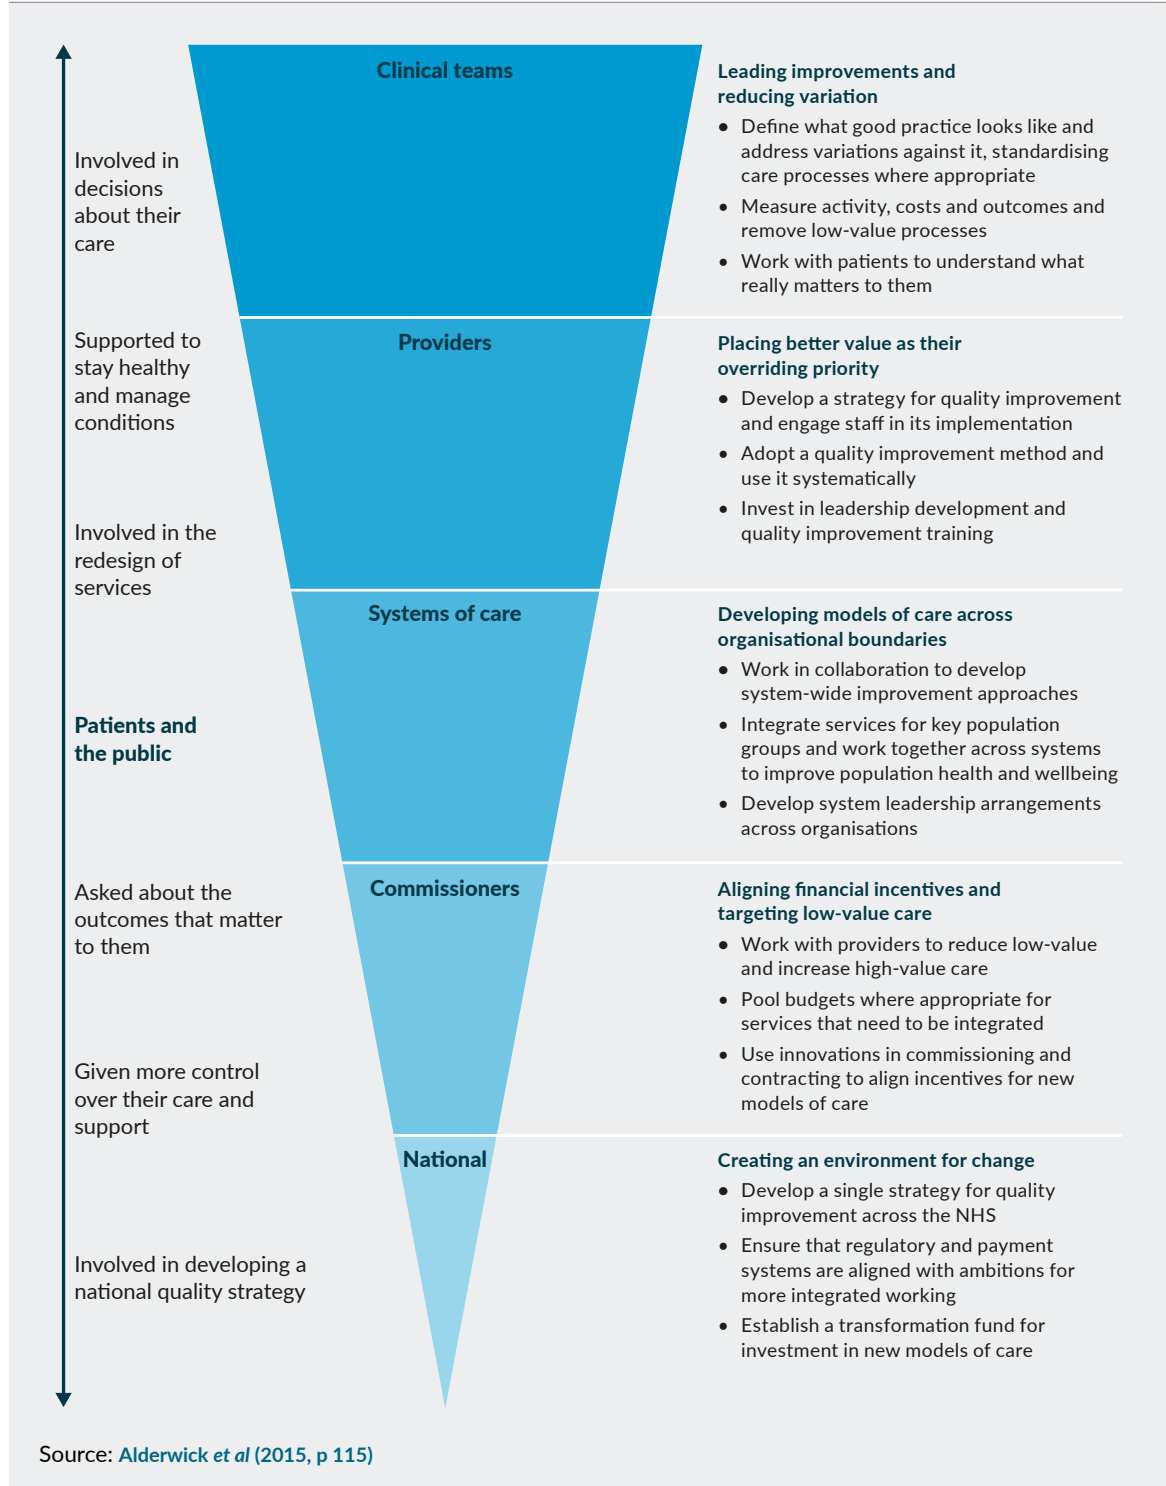 Clinical teams
Leading improvements and
reducing variation
• Define what good practice looks like and
address variations against it, standardising
care processes where appropriate
• Measure activity, costs and outcomes and
remove low-value processes
• Work with patients to understand what
really matters to them
Providers
Placing better value as their
overriding priority
• Develop a strategy for quality improvement
and engage staff in its implementation
• Adopt a quality improvement method and
use it systematically
• Invest in leadership development and
quality improvement training
Systems of care
Developing models of care across
organisational boundaries
• Work in collaboration to develop
system-wide improvement approaches
• Integrate services for key population
groups and work together across systems
to improve population health and wellbeing
• Develop system leadership arrangements
across organisations
Commissioners
Aligning financial incentives and
targeting low-value care
• Work with providers to reduce low-value
and increase high-value care
• Pool budgets where appropriate for
services that need to be integrated
• Use innovations in commissioning and
contracting to align incentives for new
models of care
National
Creating an environment for change
• Develop a single strategy for quality
improvement across the NHS
• Ensure that regulatory and payment
systems are aligned with ambitions for
more integrated working
• Establish a transformation fund for
investment in new models of care
Involved in
decisions
about their
care
Supported to
stay healthy
and manage
conditions
Involved in the
redesign of
services
Patients and
the public
Asked about the
outcomes that matter
to them
Given more control
over their care and
support
Involved in developing a
national quality strategy
Source: Alderwick et al (2015, p 115)